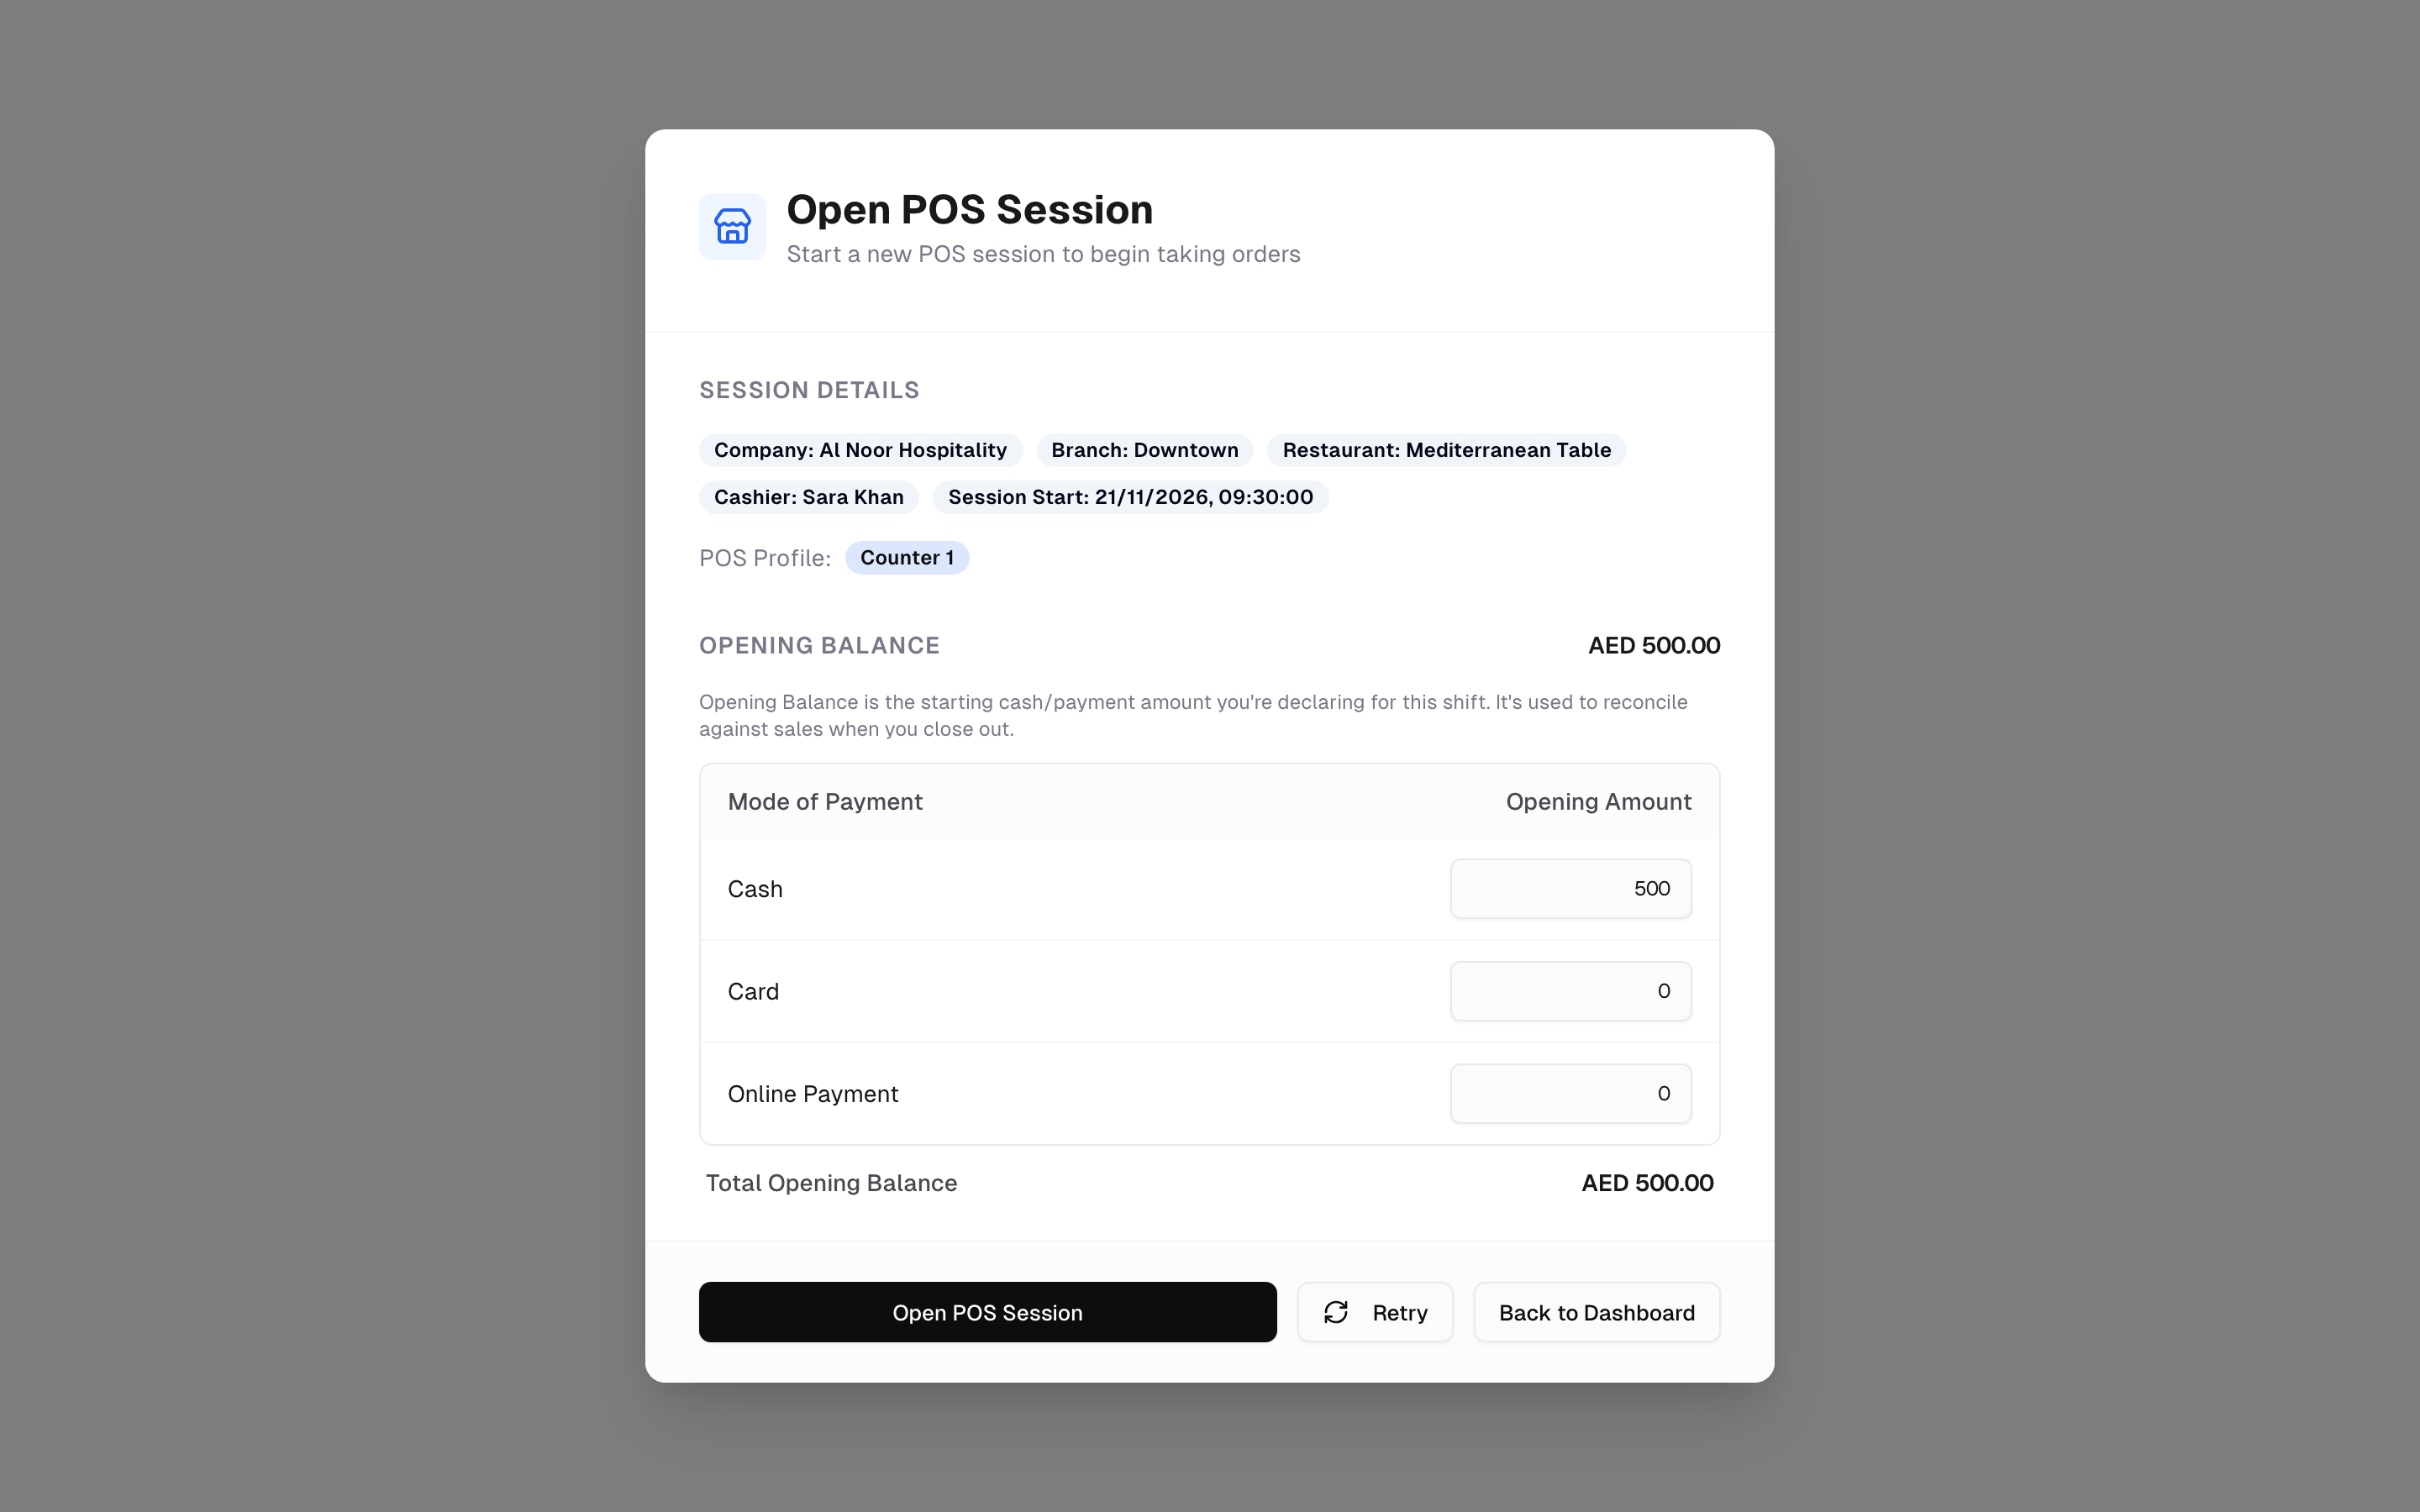 Open POS Session
Start a new POS session to begin taking orders
SESSION DETAILS
Company: Al Noor Hospitality
Branch: Downtown
Restaurant: Mediterranean Table
Cashier: Sara Khan
Session Start: 21/11/2026, 09:30:00
POS Profile: Counter 1
OPENING BALANCE AED 500.00
Opening Balance is the starting cash/payment amount you're declaring for this shift. It's used to reconcile
against sales when you close out.
Mode of Payment Opening Amount
Cash 500
Card 0
Online Payment 0
Total Opening Balance AED 500.00
Open POS Session
Retry
Back to Dashboard